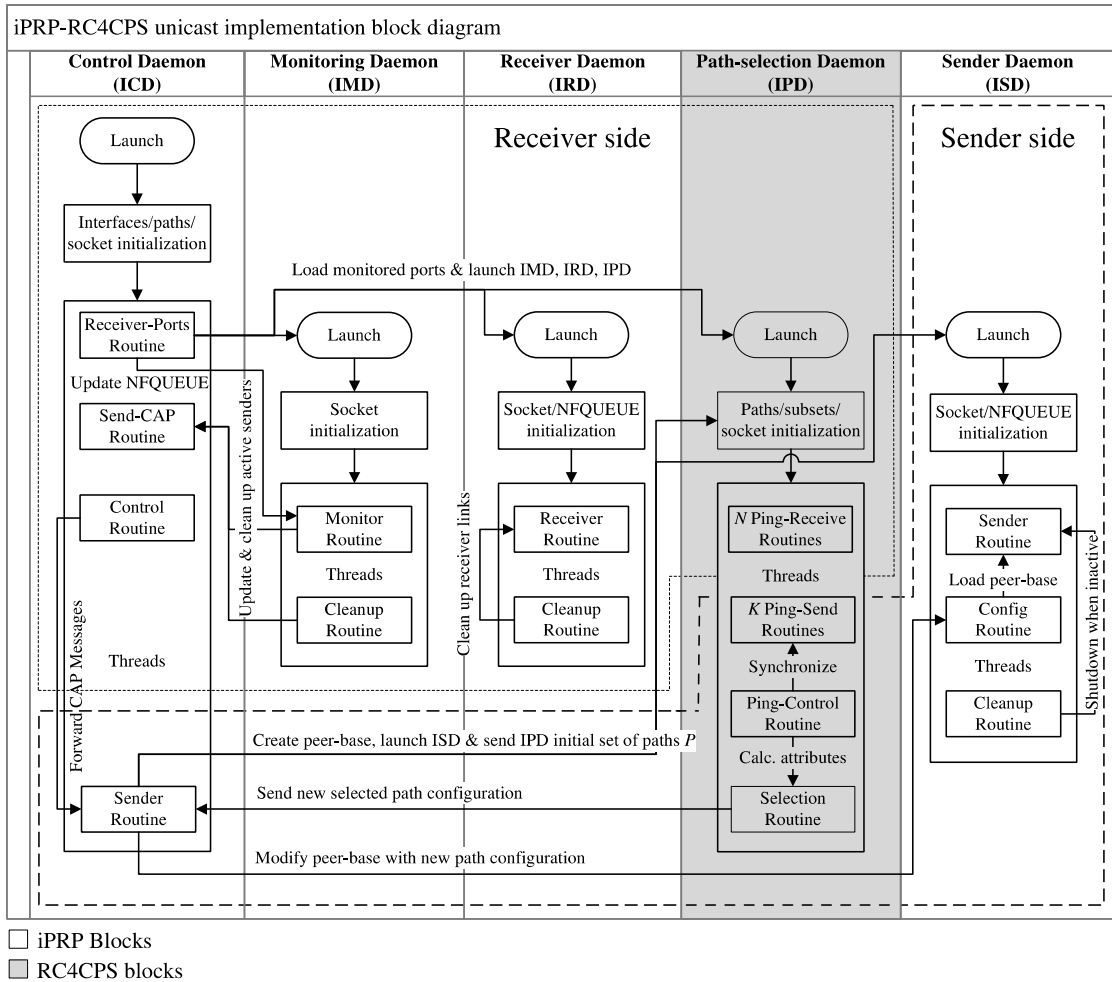 iPRP-RC4CPS unicast implementation block diagram
Control Daemon
(ICD)
Monitoring Daemon
(IMD)
Receiver Daemon
(IRD)
Path-selection Daemon
(IPD)
Sender Daemon
(ISD)
Receiver side
Sender side
Launch
Interfaces/paths/
socket initialization
Load monitored ports & launch IMD, IRD, IPD
Receiver-Ports
Routine
Update NFQUEUE
Send-CAP
Routine
Control
Routine
Threads
Forward CAP Messages
Sender
Routine
Launch
Socket
initialization
Update & clean up active senders
Monitor
Routine
Threads
Cleanup
Routine
Launch
Socket/NFQUEUE
initialization
Clean up receiver links
Receiver
Routine
Threads
Cleanup
Routine
Launch
Paths/subsets/
socket initialization
N Ping-Receive
Routines
Threads
K Ping-Send
Routines
Synchronize
Ping-Control
Routine
Calc. attributes
Selection
Routine
Launch
Socket/NFQUEUE
initialization
Sender
Routine
Load peer-base
Config
Routine
Threads
Cleanup
Routine
Shutdown when inactive
Create peer-base, launch ISD & send IPD initial set of paths P
Send new selected path configuration
Modify peer-base with new path configuration
iPRP Blocks
RC4CPS blocks